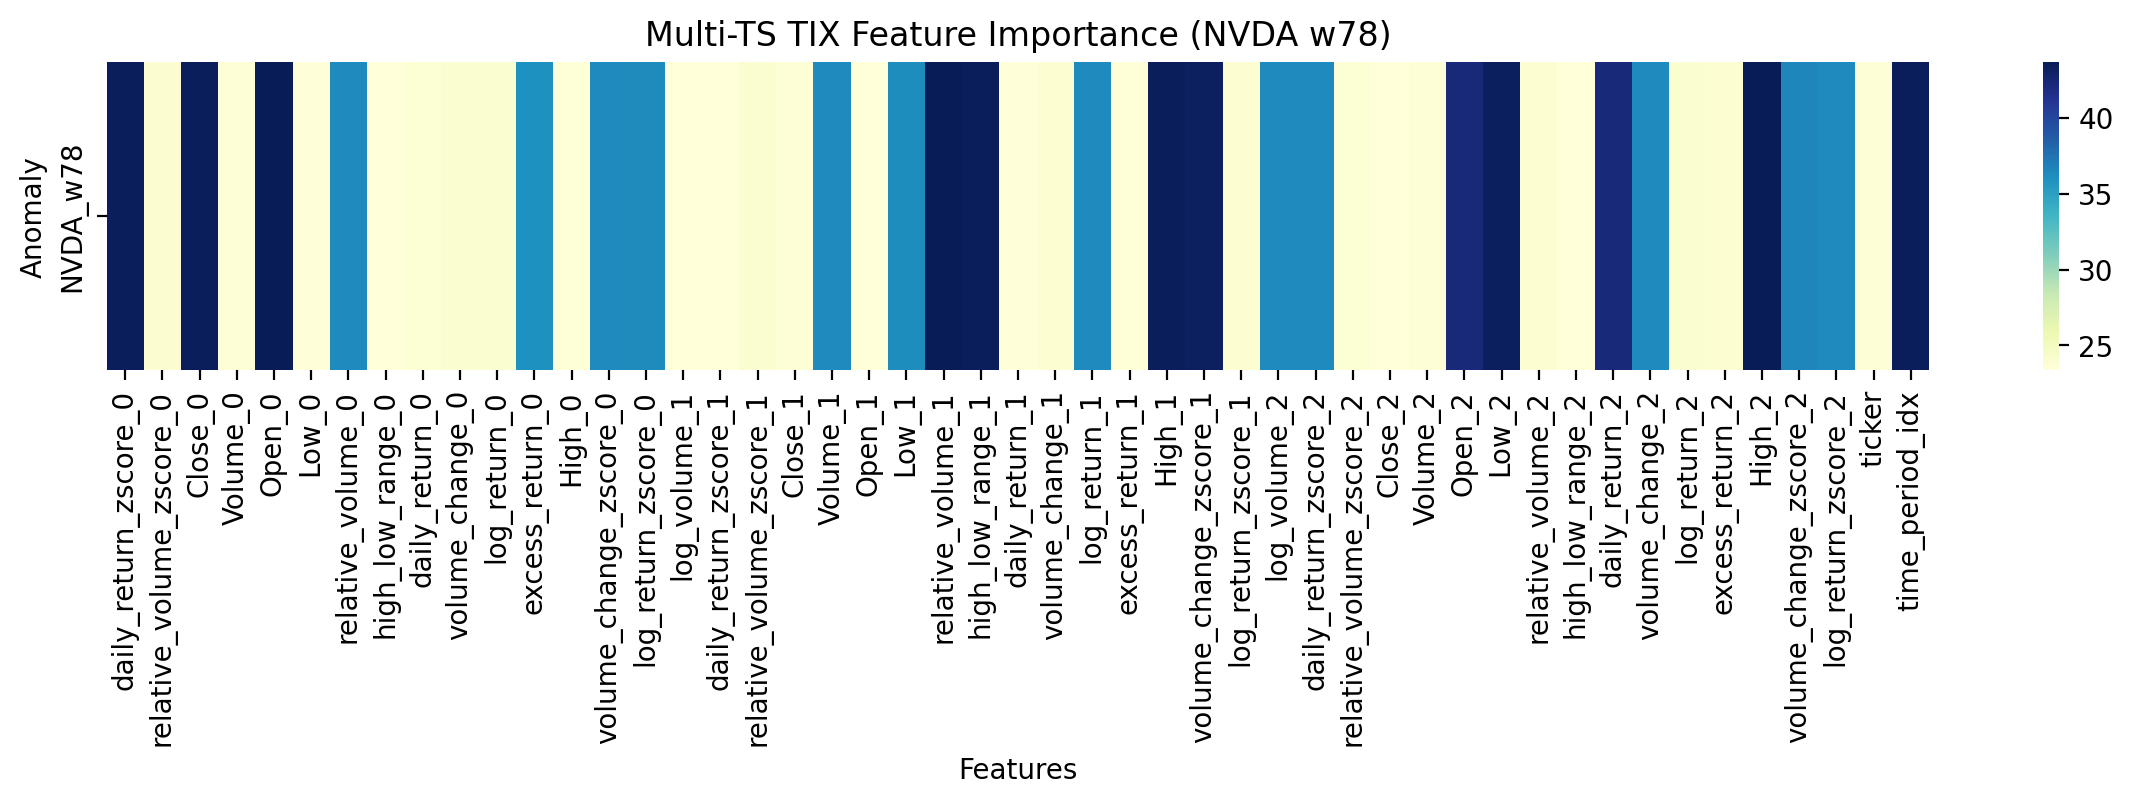 Multi-TS TIX Feature Importance (NVDA w78)
Anomaly
NVDA_w78
40
35
30
25
daily_return_zscore_0
relative_volume_zscore_0
Close_0
Volume_0
Open_0
Low_0
relative_volume_0
high_low_range_0
daily_return_0
volume_change_0
log_return_0
excess_return_0
High_0
volume_change_zscore_0
log_return_zscore_0
log_volume_1
daily_return_zscore_1
relative_volume_zscore_1
Close_1
Volume_1
Open_1
Low_1
relative_volume_1
high_low_range_1
daily_return_1
volume_change_1
log_return_1
excess_return_1
High_1
volume_change_zscore_1
log_return_zscore_1
log_volume_2
daily_return_zscore_2
relative_volume_zscore_2
Close_2
Volume_2
Open_2
Low_2
relative_volume_2
high_low_range_2
daily_return_2
volume_change_2
log_return_2
excess_return_2
High_2
volume_change_zscore_2
log_return_zscore_2
ticker
time_period_idx
Features